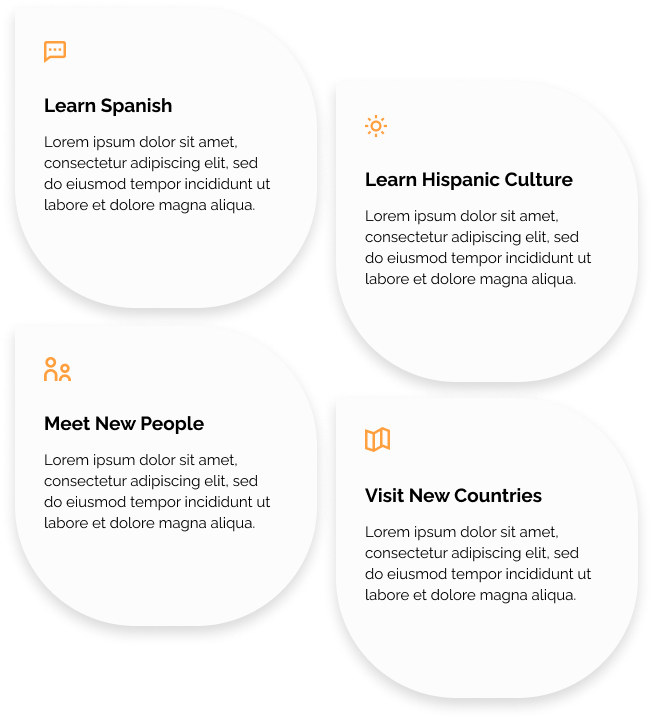 Learn Spanish
Lorem ipsum dolor sit amet,
consectetur adipiscing elit, sed
do eiusmod tempor incididunt ut
labore et dolore magna aliqua.
Learn Hispanic Culture
Lorem ipsum dolor sit amet,
consectetur adipiscing elit, sed
do eiusmod tempor incididunt ut
labore et dolore magna aliqua.
Meet New People
Lorem ipsum dolor sit amet,
consectetur adipiscing elit, sed
do eiusmod tempor incididunt ut
labore et dolore magna aliqua.
Visit New Countries
Lorem ipsum dolor sit amet,
consectetur adipiscing elit, sed
do eiusmod tempor incididunt ut
labore et dolore magna aliqua.